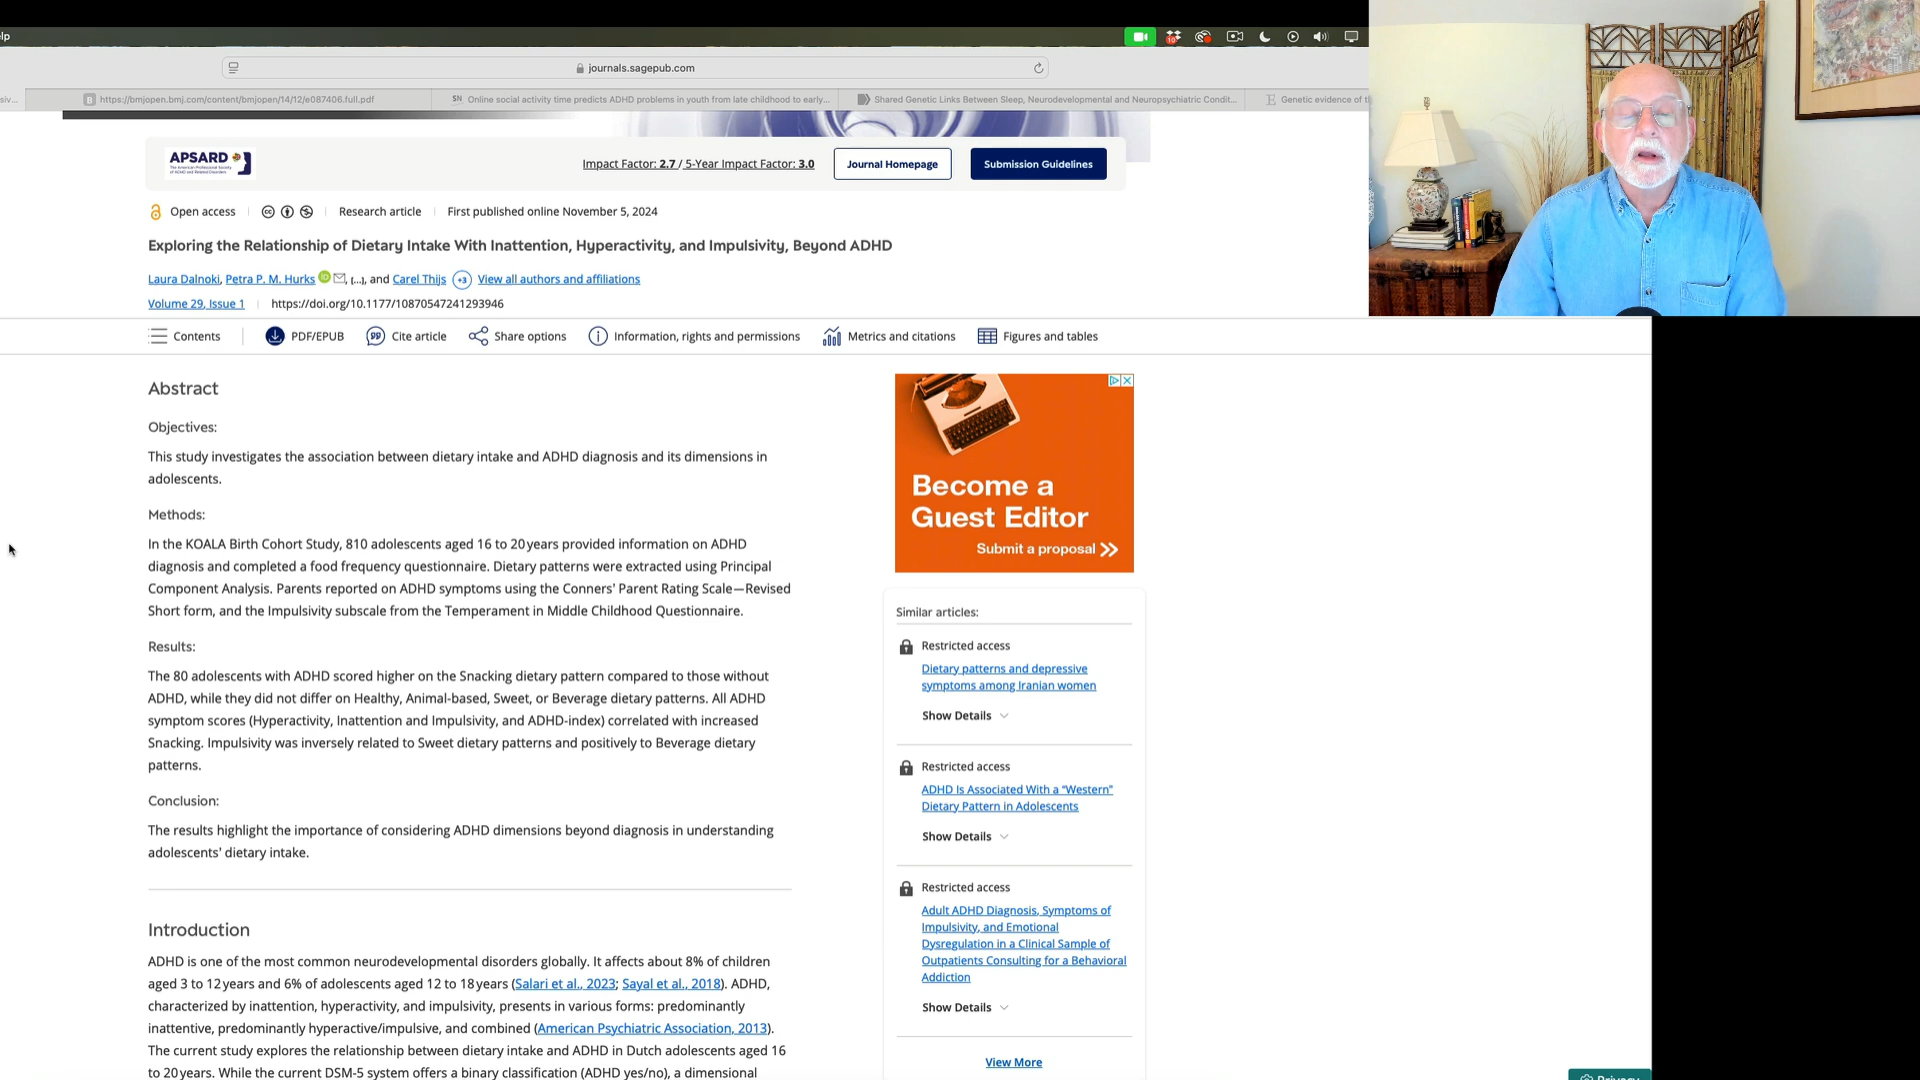 lp
10
journals.sagepub.com
siv...
https://bmjopen.bmj.com/content/bmjopen/14/12/e087406.full.pdf
SN Online social activity time predicts ADHD problems in youth from late childhood to early...
Shared Genetic Links Between Sleep, Neurodevelopmental and Neuropsychiatric Condit...
Genetic evidence of t
APSARD
The American Professional Society
of ADHD and Related Disorders
Impact Factor: 2.7 / 5-Year Impact Factor: 3.0
Journal Homepage
Submission Guidelines
Open access
Research article
First published online November 5, 2024
Exploring the Relationship of Dietary Intake With Inattention, Hyperactivity, and Impulsivity, Beyond ADHD
Laura Dalnoki, Petra P. M. Hurks iD, [...], and Carel Thijs +3 View all authors and affiliations
Volume 29, Issue 1
https://doi.org/10.1177/10870547241293946
Contents
PDF/EPUB
Cite article
Share options
Information, rights and permissions
Metrics and citations
Figures and tables
Abstract
Objectives:
This study investigates the association between dietary intake and ADHD diagnosis and its dimensions in
adolescents.
Methods:
In the KOALA Birth Cohort Study, 810 adolescents aged 16 to 20 years provided information on ADHD
diagnosis and completed a food frequency questionnaire. Dietary patterns were extracted using Principal
Component Analysis. Parents reported on ADHD symptoms using the Conners' Parent Rating Scale—Revised
Short form, and the Impulsivity subscale from the Temperament in Middle Childhood Questionnaire.
Results:
The 80 adolescents with ADHD scored higher on the Snacking dietary pattern compared to those without
ADHD, while they did not differ on Healthy, Animal-based, Sweet, or Beverage dietary patterns. All ADHD
symptom scores (Hyperactivity, Inattention and Impulsivity, and ADHD-index) correlated with increased
Snacking. Impulsivity was inversely related to Sweet dietary patterns and positively to Beverage dietary
patterns.
Conclusion:
The results highlight the importance of considering ADHD dimensions beyond diagnosis in understanding
adolescents' dietary intake.
Introduction
ADHD is one of the most common neurodevelopmental disorders globally. It affects about 8% of children
aged 3 to 12 years and 6% of adolescents aged 12 to 18 years (Salari et al., 2023; Sayal et al., 2018). ADHD,
characterized by inattention, hyperactivity, and impulsivity, presents in various forms: predominantly
inattentive, predominantly hyperactive/impulsive, and combined (American Psychiatric Association, 2013).
The current study explores the relationship between dietary intake and ADHD in Dutch adolescents aged 16
to 20 years. While the current DSM-5 system offers a binary classification (ADHD yes/no), a dimensional
Become a
Guest Editor
Submit a proposal
Similar articles:
Restricted access
Dietary patterns and depressive
symptoms among Iranian women
Show Details
Restricted access
ADHD Is Associated With a “Western”
Dietary Pattern in Adolescents
Show Details
Restricted access
Adult ADHD Diagnosis, Symptoms of
Impulsivity, and Emotional
Dysregulation in a Clinical Sample of
Outpatients Consulting for a Behavioral
Addiction
Show Details
View More
Privacy